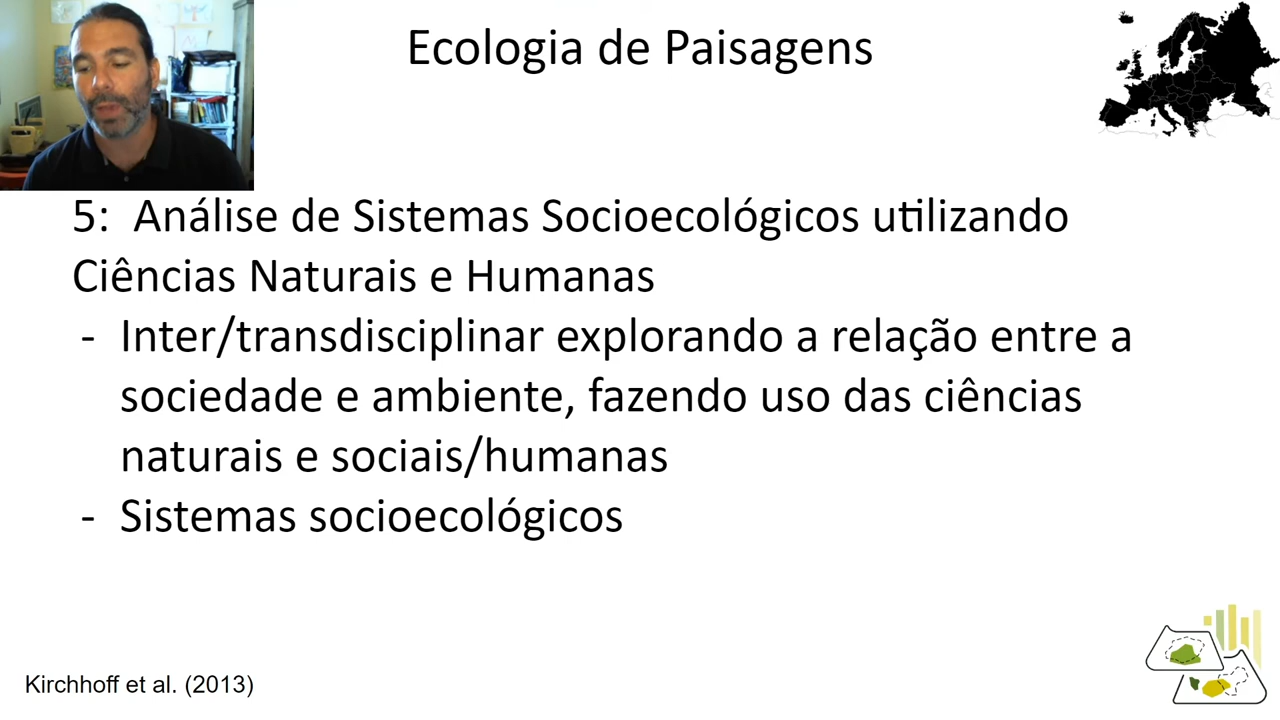 Ecologia de Paisagens
5: Análise de Sistemas Socioecológicos utilizando
Ciências Naturais e Humanas
- Inter/transdisciplinar explorando a relação entre a
sociedade e ambiente, fazendo uso das ciências
naturais e sociais/humanas
- Sistemas socioecológicos
Kirchhoff et al. (2013)